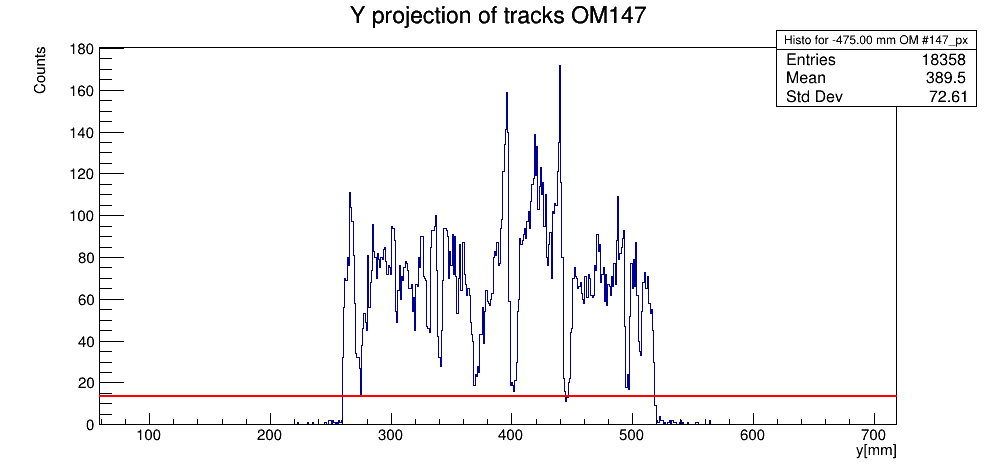 Y projection of tracks OM147
Histo for -475.00 mm OM #147_px
Entries 18358
Mean 389.5
Std Dev 72.61
Counts
180
160
140
120
100
80
60
40
20
0
100 200 300 400 500 600 700
y[mm]